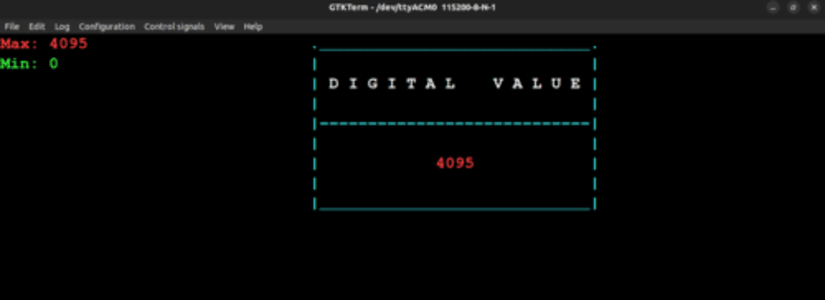 GTKTerm - /dev/ttyACM0 115200-8-N-1
File Edit Log Configuration Control signals View Help
Max: 4095
Min: 0
D I G I T A L   V A L U E
4095